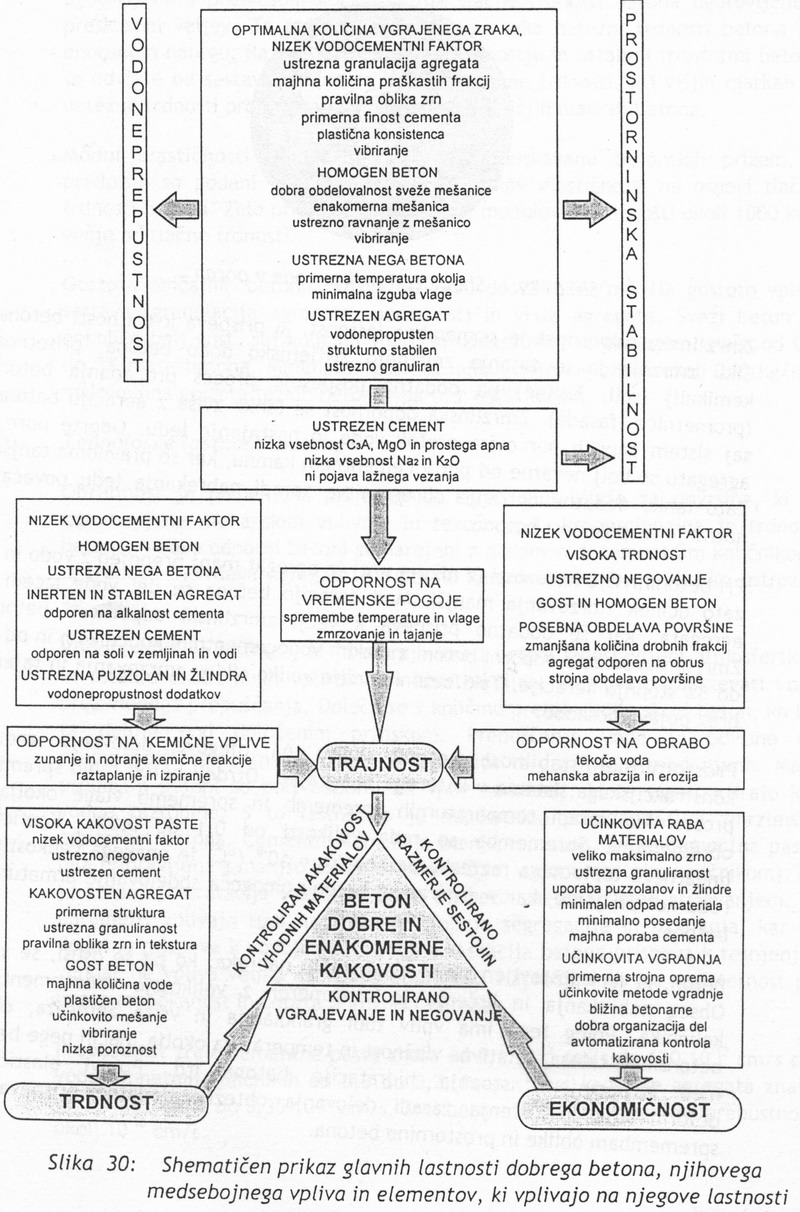 VODONEPREPUSTNOST
OPTIMALNA KOLIČINA VGRAJENEGA ZRAKA,
NIZEK VODOCEMENTNI FAKTOR
ustrezna granulacija agregata
majhna količina praškastih frakcij
pravilna oblika zrn
primerna finost cementa
plastična konsistenca
vibriranje
HOMOGEN BETON
dobra obdelovalnost sveže mešanice
enakomerna mešanica
ustrezno ravnanje z mešanico
vibriranje
USTREZNA NEGA BETONA
primerna temperatura okolja
minimalna izguba vlage
USTREZEN AGREGAT
vodonepropusten
strukturno stabilen
ustrezno granuliran
PROSTORNINSKA STABILNOST
USTREZEN CEMENT
nizka vsebnost C₃A, MgO in prostega apna
nizka vsebnost Na₂ in K₂O
ni pojava lažnega vezanja
NIZEK VODOCEMENTNI FAKTOR
HOMOGEN BETON
USTREZNA NEGA BETONA
INERTEN IN STABILEN AGREGAT
odporen na alkalnost cementa
USTREZEN CEMENT
odporn na soli v zemljin in vodi
USTREZNA PUZZOLAN IN ŽLINDRA
vodonepropustnost dodatkov
ODPORNOST NA
VREMENSKE POGOJE
spremembe temperature in vlage
zmrzovanje in tajanje
NIZEK VODOCEMENTNI FAKTOR
VISOKA TRDNOST
USTREZNO NEGOVANJE
GOST IN HOMOGEN BETON
POSEBNA OBDELAVA POVRŠINE
zmanjšana količina drobnih frakcij
agregat odporen na obrus
strojna obdelava površine
ODPORNOST NA KEMIČNE VPLIVE
zunanje in notranje kemične reakcije
raztaplanje in izpiranje
TRAJNOST
ODPORNOST NA OBRABO
tekoča voda
mehanska abrazija in erozija
VISOKA KAKOVOST PASTE
nizek vodocementni faktor
ustrezno negovanje
ustrezen cement
KAKOVOSTEN AGREGAT
primerna struktura
ustrezna granuliranost
pravilna oblika zrn in tekstura
GOST BETON
majhna količina vode
plastičen beton
učinkovito mešanje
vibriranje
nizka poroznost
KONTROLIRAN AKAKAVOST
VHODNIH MATERIALOV
KONTROLIRANO
RAZMERJE SESTOJIN
BETON
DOBRE IN
ENAKOMERNE
KAKOVOSTI
KONTROLIRANO
VGRAJEVANJE IN NEGOVANJE
UČINKOVITA RABA
MATERIALOV
veliko maksimalno zrno
ustrezna granuliranost
uporaba puzzolanov in žlindre
minimalen odpad materiala
minimalno posedanje
min. poraba cementa
UČINKOVITA VGRADNJA
primerna strojna oprema
učinkovite metode vgradnje
bližina betonarne
dobro organizacija del
avtomatizirana kontrola
kakovosti
TRDNOST
EKONOMIČNOST
Slika 30: Shematičen prikaz glavnih lastnosti dobrega betona, njihovega
medsebojnega vpliva in elementov, ki vplivajo na njegove lastnosti